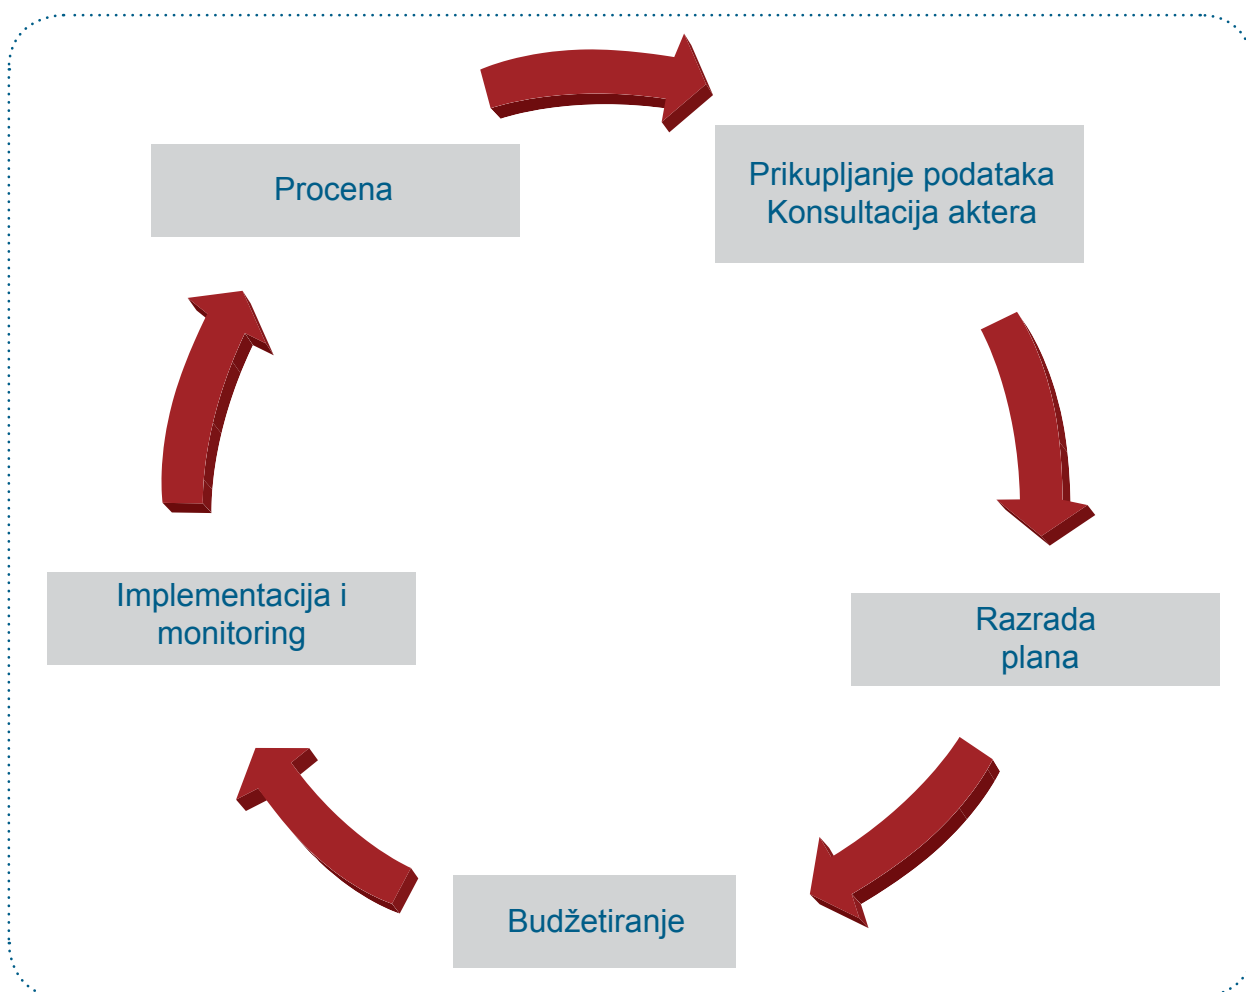 Procena
Prikupljanje podataka
Konsultacija aktera
Implementacija i
monitoring
Razrada
plana
Budžetiranje